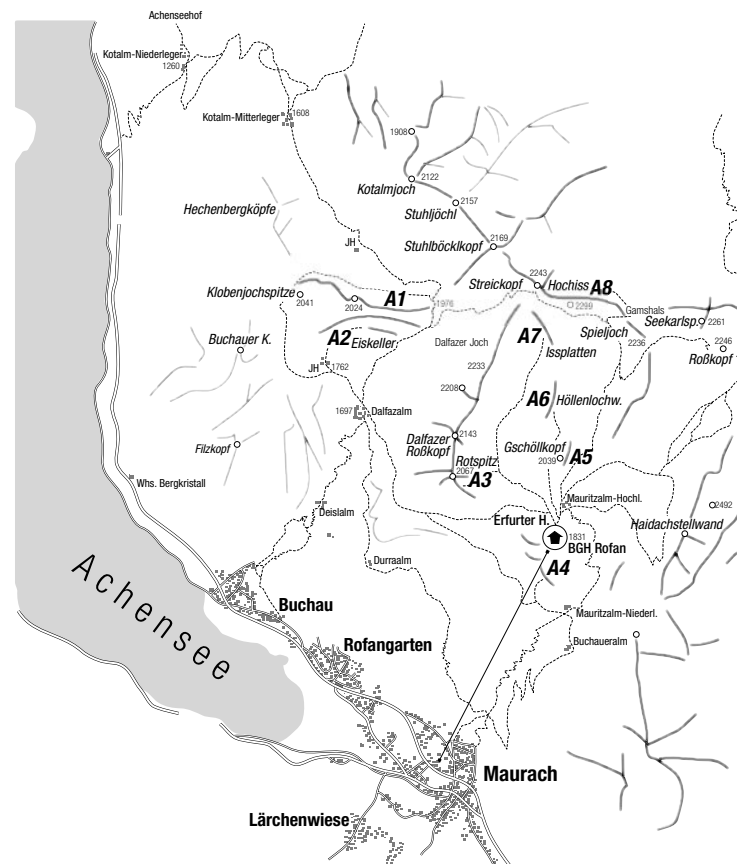 Achenseehof
Kotalm-Niederleger
1260
Kotalm-Mitterleger
1608
1908
2122
Kotalmjoch
2157
Stuhljöchl
Hechenbergköpfe
Stuhlböcklkopf
2169
JH
2243
Streickopf
Hochiss
A8
Klobenjochspitze
2041
2024
A1
1976
2299
Gamshals
Seekarlsp.
2261
A2
Eiskeller
Dalfazer Joch
A7
Issplatten
Spieljoch
2236
2246
Roßkopf
Buchauer K.
JH
1762
2233
2208
A6
Höllenlochw.
1697
Dalfazalm
Dalfazer
Roßkopf
2143
Gschöllkopf
2039
A5
Filzkopf
Rotspitz
2067
A3
Whs. Bergkristall
Mauritzalm-Hochl.
2492
Deislalm
Erfurter H.
Haidachstellwand
1831
BGH Rofan
Durraalm
A4
Achensee
Buchau
Mauritzalm-Niederl.
Rofangarten
Buchaueralm
Maurach
Lärchenwiese